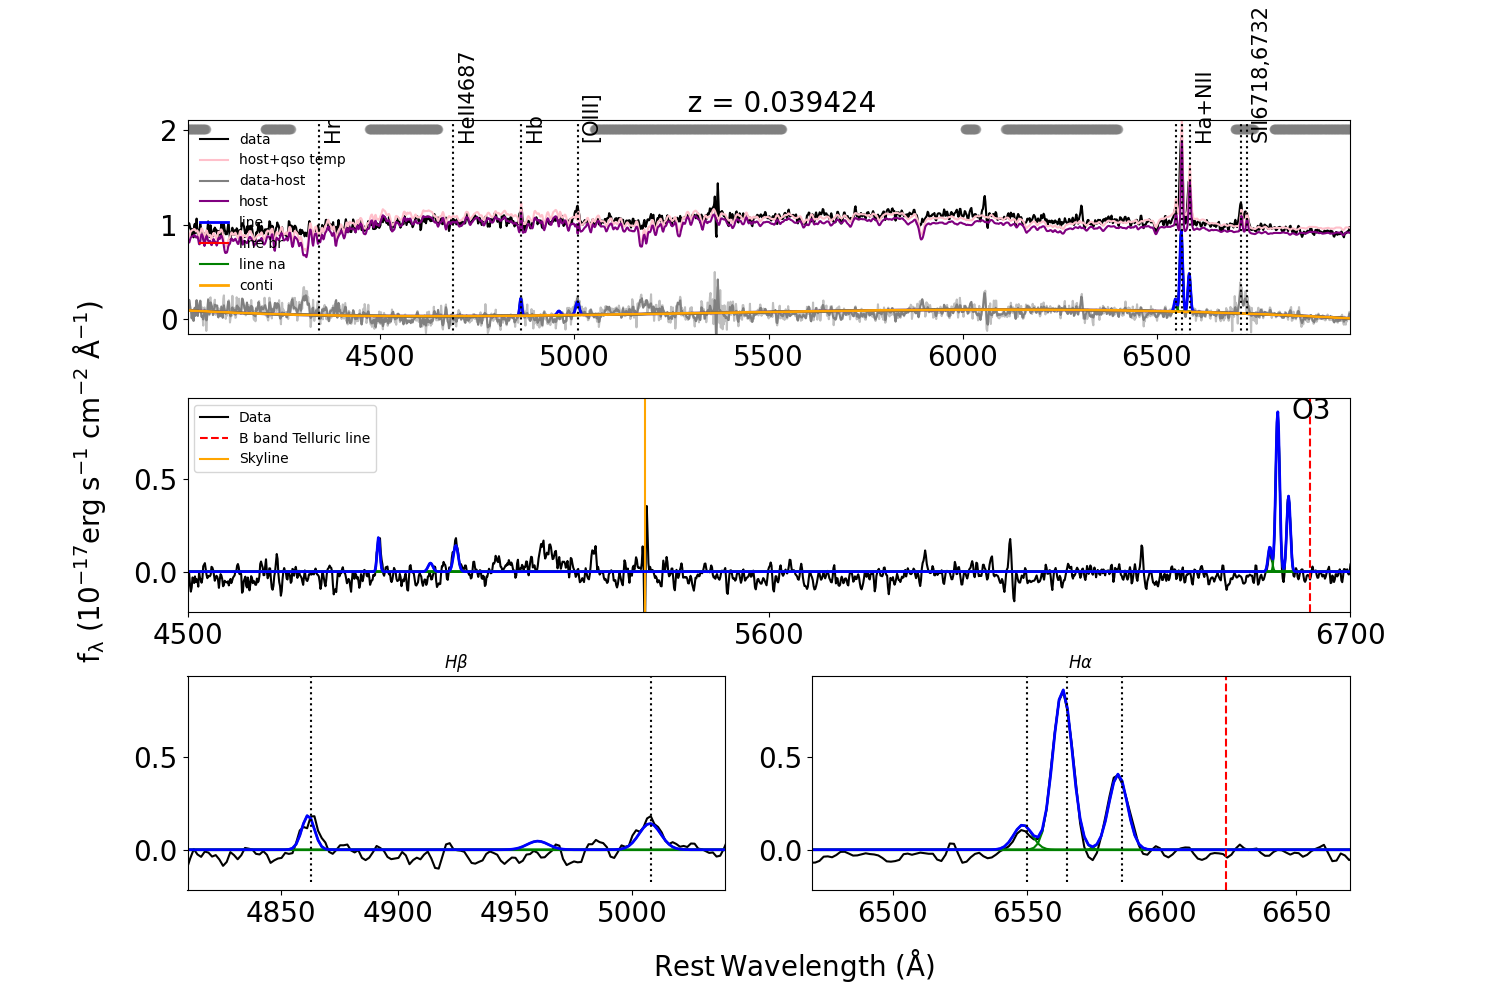 z = 0.039424
Hr
HeII4687
Hb
[OIII]
Ha+NII
SII6718,6732
data
host+qso temp
data-host
host
line
line br
line na
conti
2
1
0
4500
5000
5500
6000
6500
Data
B band Telluric line
Skyline
O3
0.5
0.0
4500
5600
6700
fλ (10⁻¹⁷erg s⁻¹ cm⁻² Å⁻¹)
Hβ
0.5
0.0
4850
4900
4950
5000
Hα
0.5
0.0
6500
6550
6600
6650
Rest Wavelength (Å)